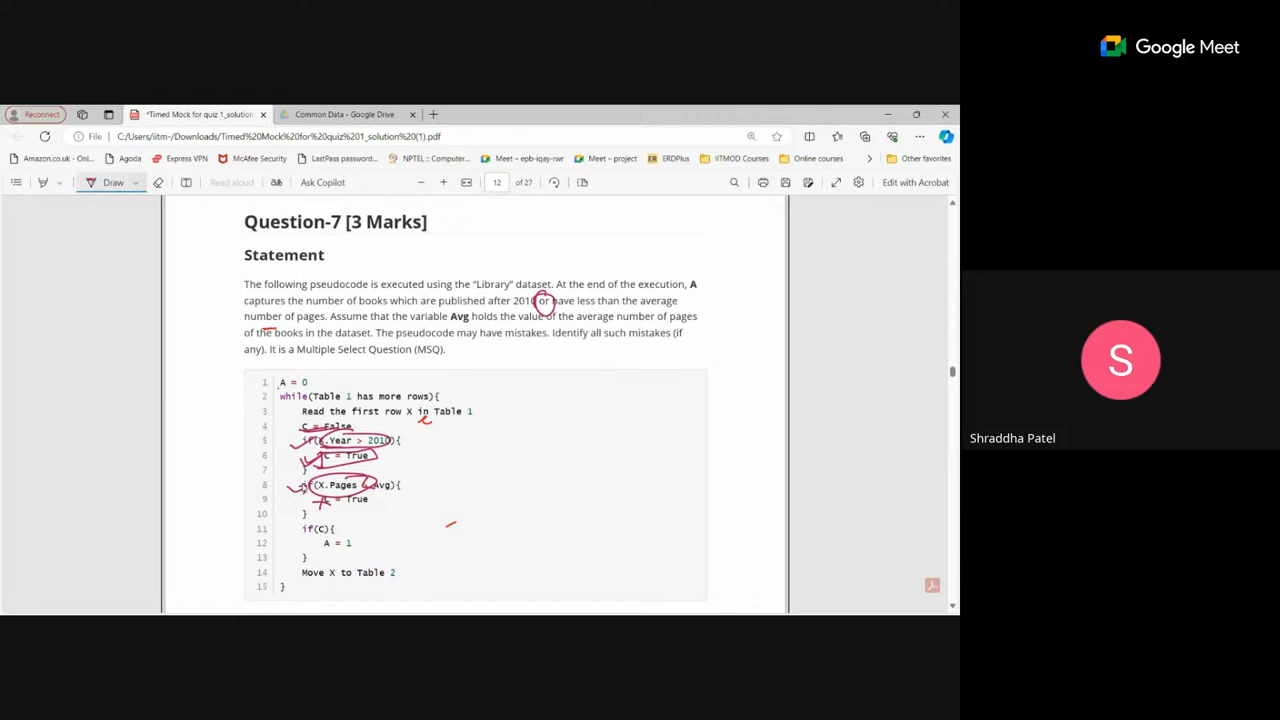 Google Meet
Reconnect
*Timed Mock for quiz 1_solution
Common Data - Google Drive
File
C:/Users/iitm-/Downloads/Timed%20Mock%20for%20quiz%201_solution%20(1).pdf
Amazon.co.uk - Onl...
Agoda
Express VPN
McAfee Security
LastPass password...
NPTEL :: Computer...
Meet – epb-iqay-rwr
Meet – project
ERDPlus
IITMOD Courses
Online courses
Other favorites
Draw
Read aloud
Ask Copilot
12 of 27
Edit with Acrobat
Question-7 [3 Marks]
Statement
The following pseudocode is executed using the “Library” dataset. At the end of the execution, A
captures the number of books which are published after 2010 or have less than the average
number of pages. Assume that the variable Avg holds the value of the average number of pages
of the books in the dataset. The pseudocode may have mistakes. Identify all such mistakes (if
any). It is a Multiple Select Question (MSQ).
1 A = 0
2 while(Table 1 has more rows){
3 Read the first row X in Table 1
4 C = False
5 if(X.Year > 2010){
6 C = True
7 }
8 if(X.Pages < Avg){
9 C = True
10 }
11 if(C){
12 A = 1
13 }
14 Move X to Table 2
15 }
S
Shraddha Patel